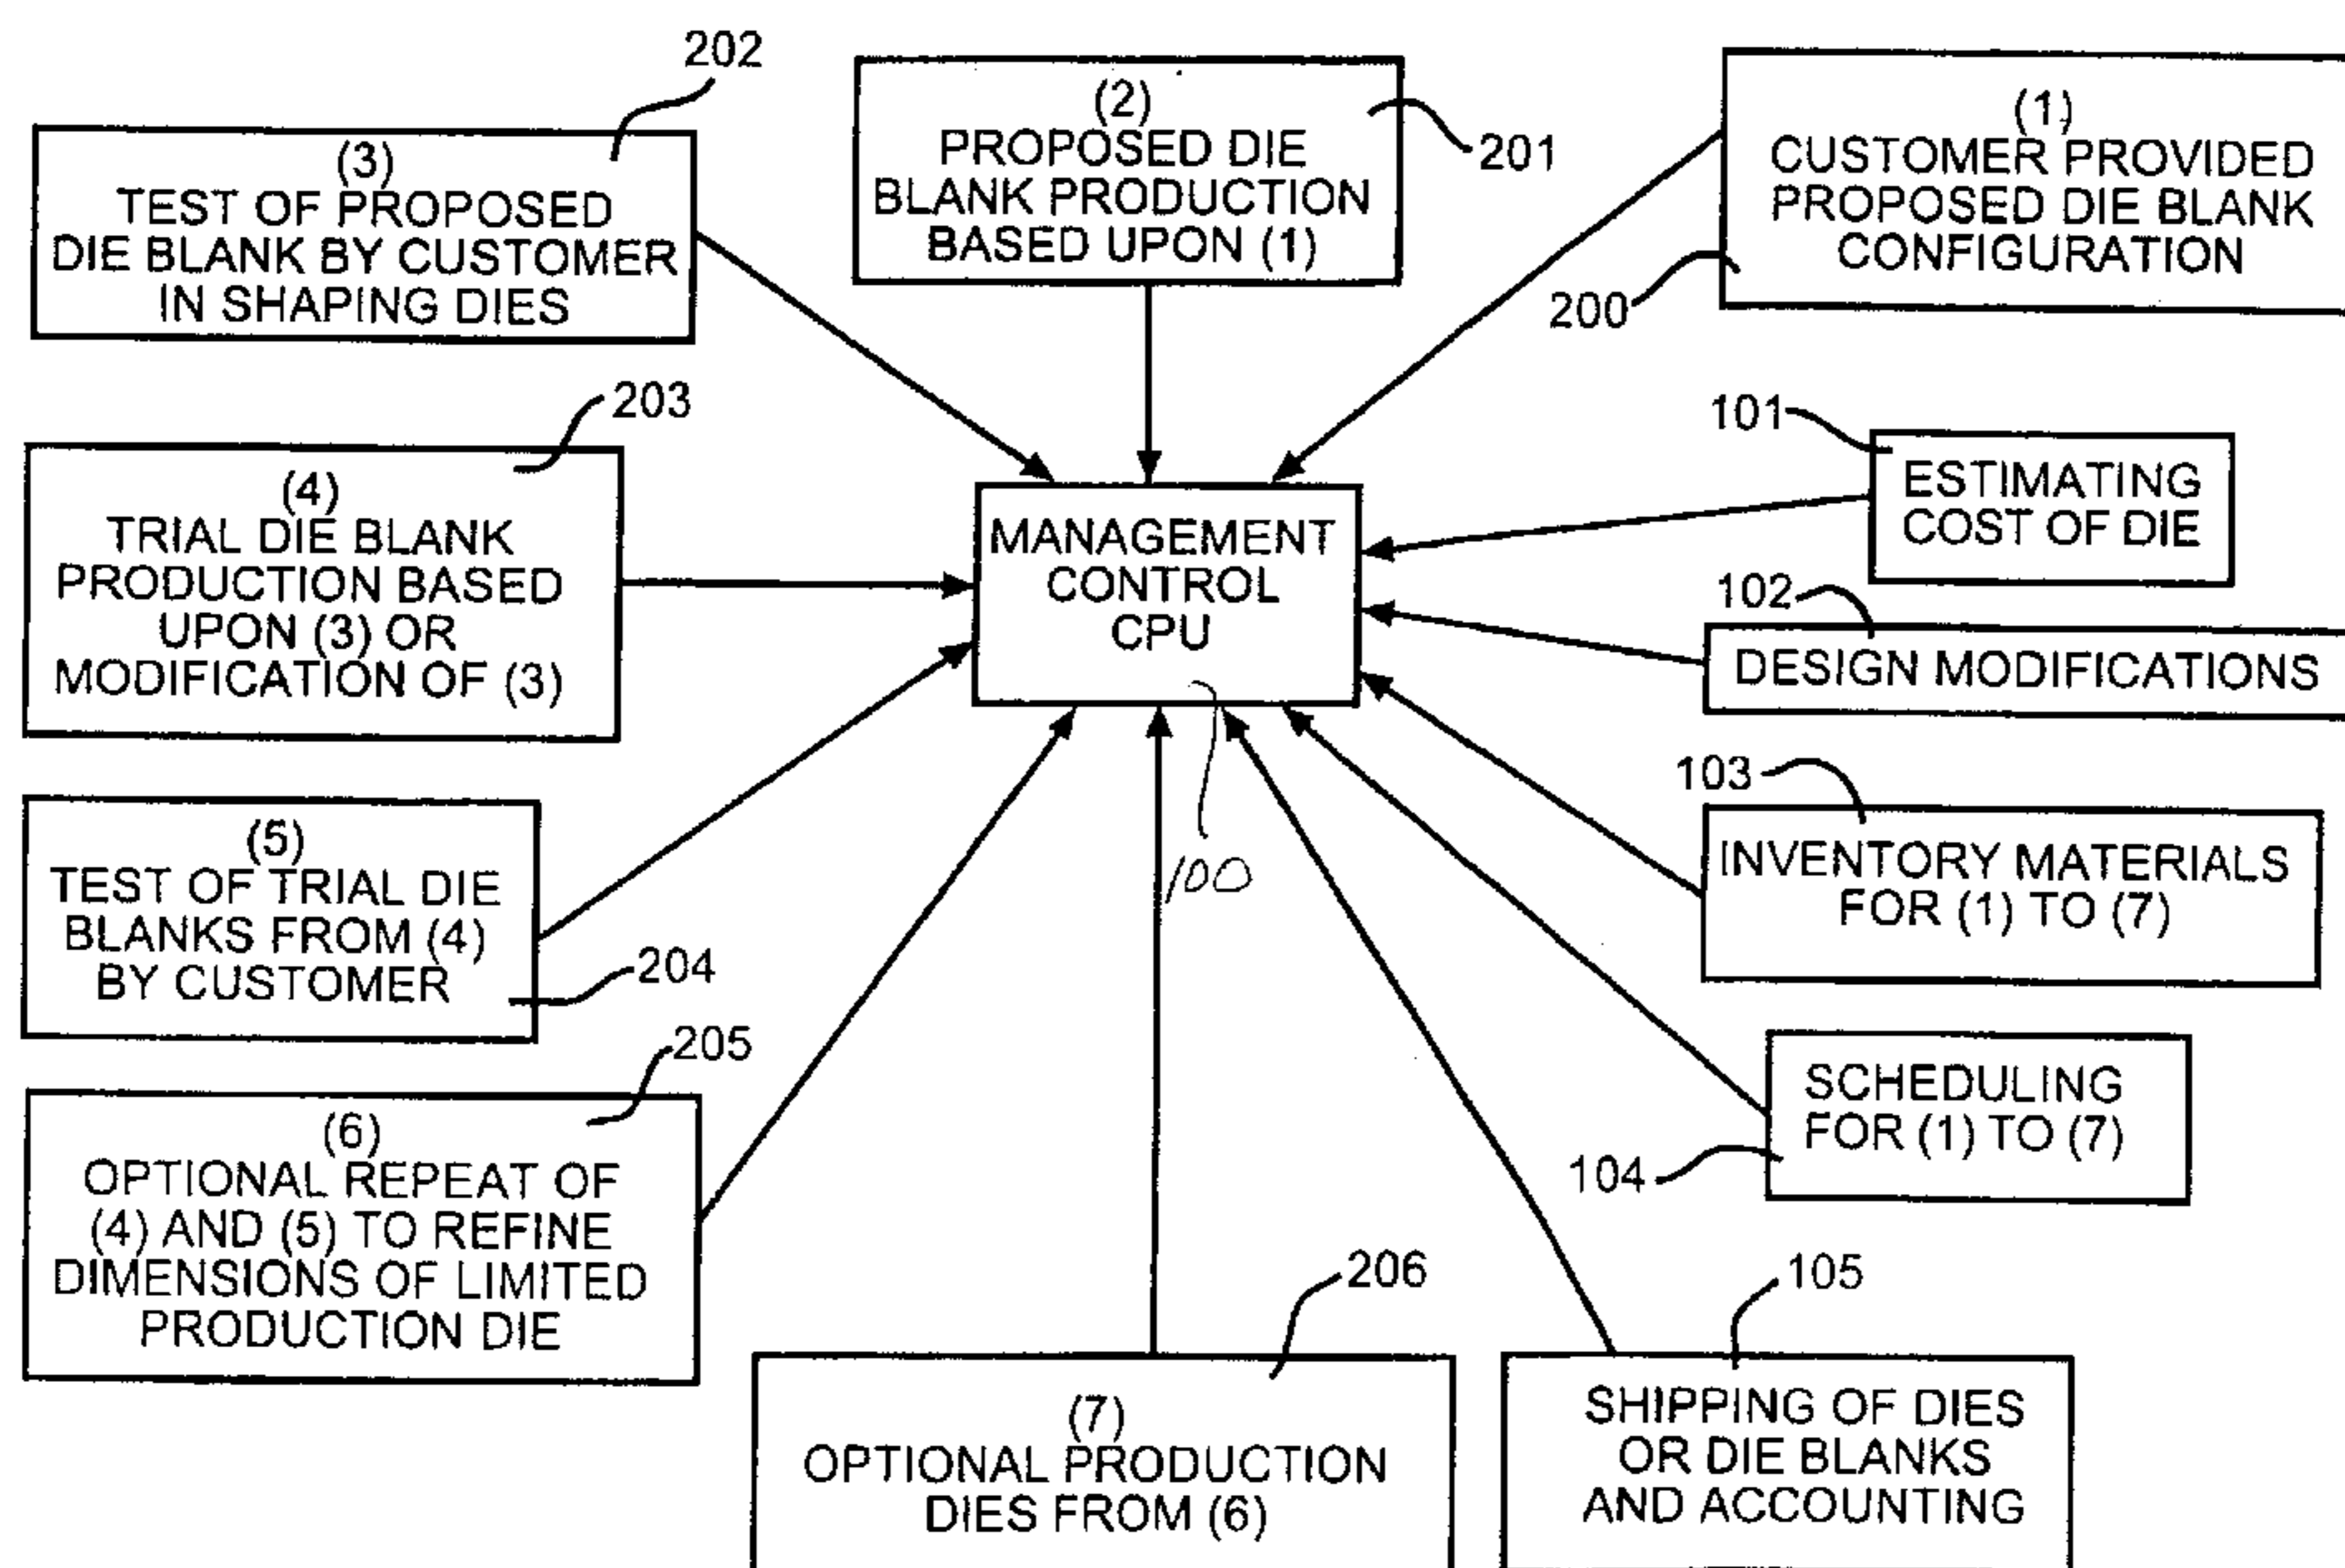 202
(3)
TEST OF PROPOSED
DIE BLANK BY CUSTOMER
IN SHAPING DIES
(2)
PROPOSED DIE
BLANK PRODUCTION
BASED UPON (1)
201
(1)
CUSTOMER PROVIDED
PROPOSED DIE BLANK
CONFIGURATION
200
203
(4)
TRIAL DIE BLANK
PRODUCTION BASED
UPON (3) OR
MODIFICATION OF (3)
MANAGEMENT
CONTROL
CPU
100
101
ESTIMATING
COST OF DIE
102
DESIGN MODIFICATIONS
103
INVENTORY MATERIALS
FOR (1) TO (7)
(5)
TEST OF TRIAL DIE
BLANKS FROM (4)
BY CUSTOMER
204
SCHEDULING
FOR (1) TO (7)
104
205
(6)
OPTIONAL REPEAT OF
(4) AND (5) TO REFINE
DIMENSIONS OF LIMITED
PRODUCTION DIE
206
(7)
OPTIONAL PRODUCTION
DIES FROM (6)
105
SHIPPING OF DIES
OR DIE BLANKS
AND ACCOUNTING